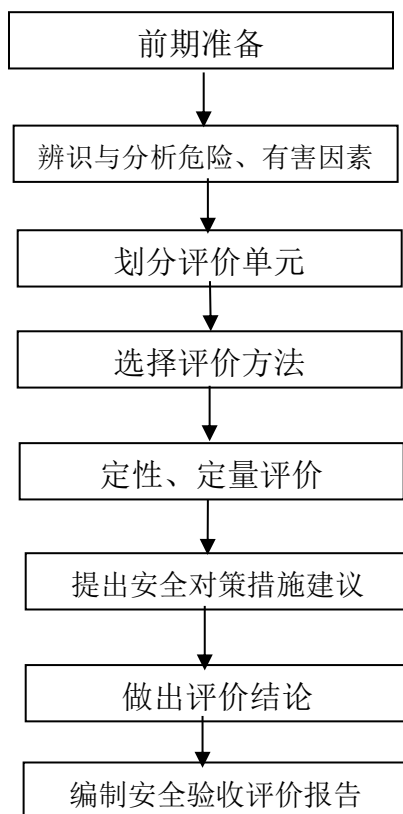 前期准备
辨识与分析危险、有害因素
划分评价单元
选择评价方法
定性、定量评价
提出安全对策措施建议
做出评价结论
编制安全验收评价报告